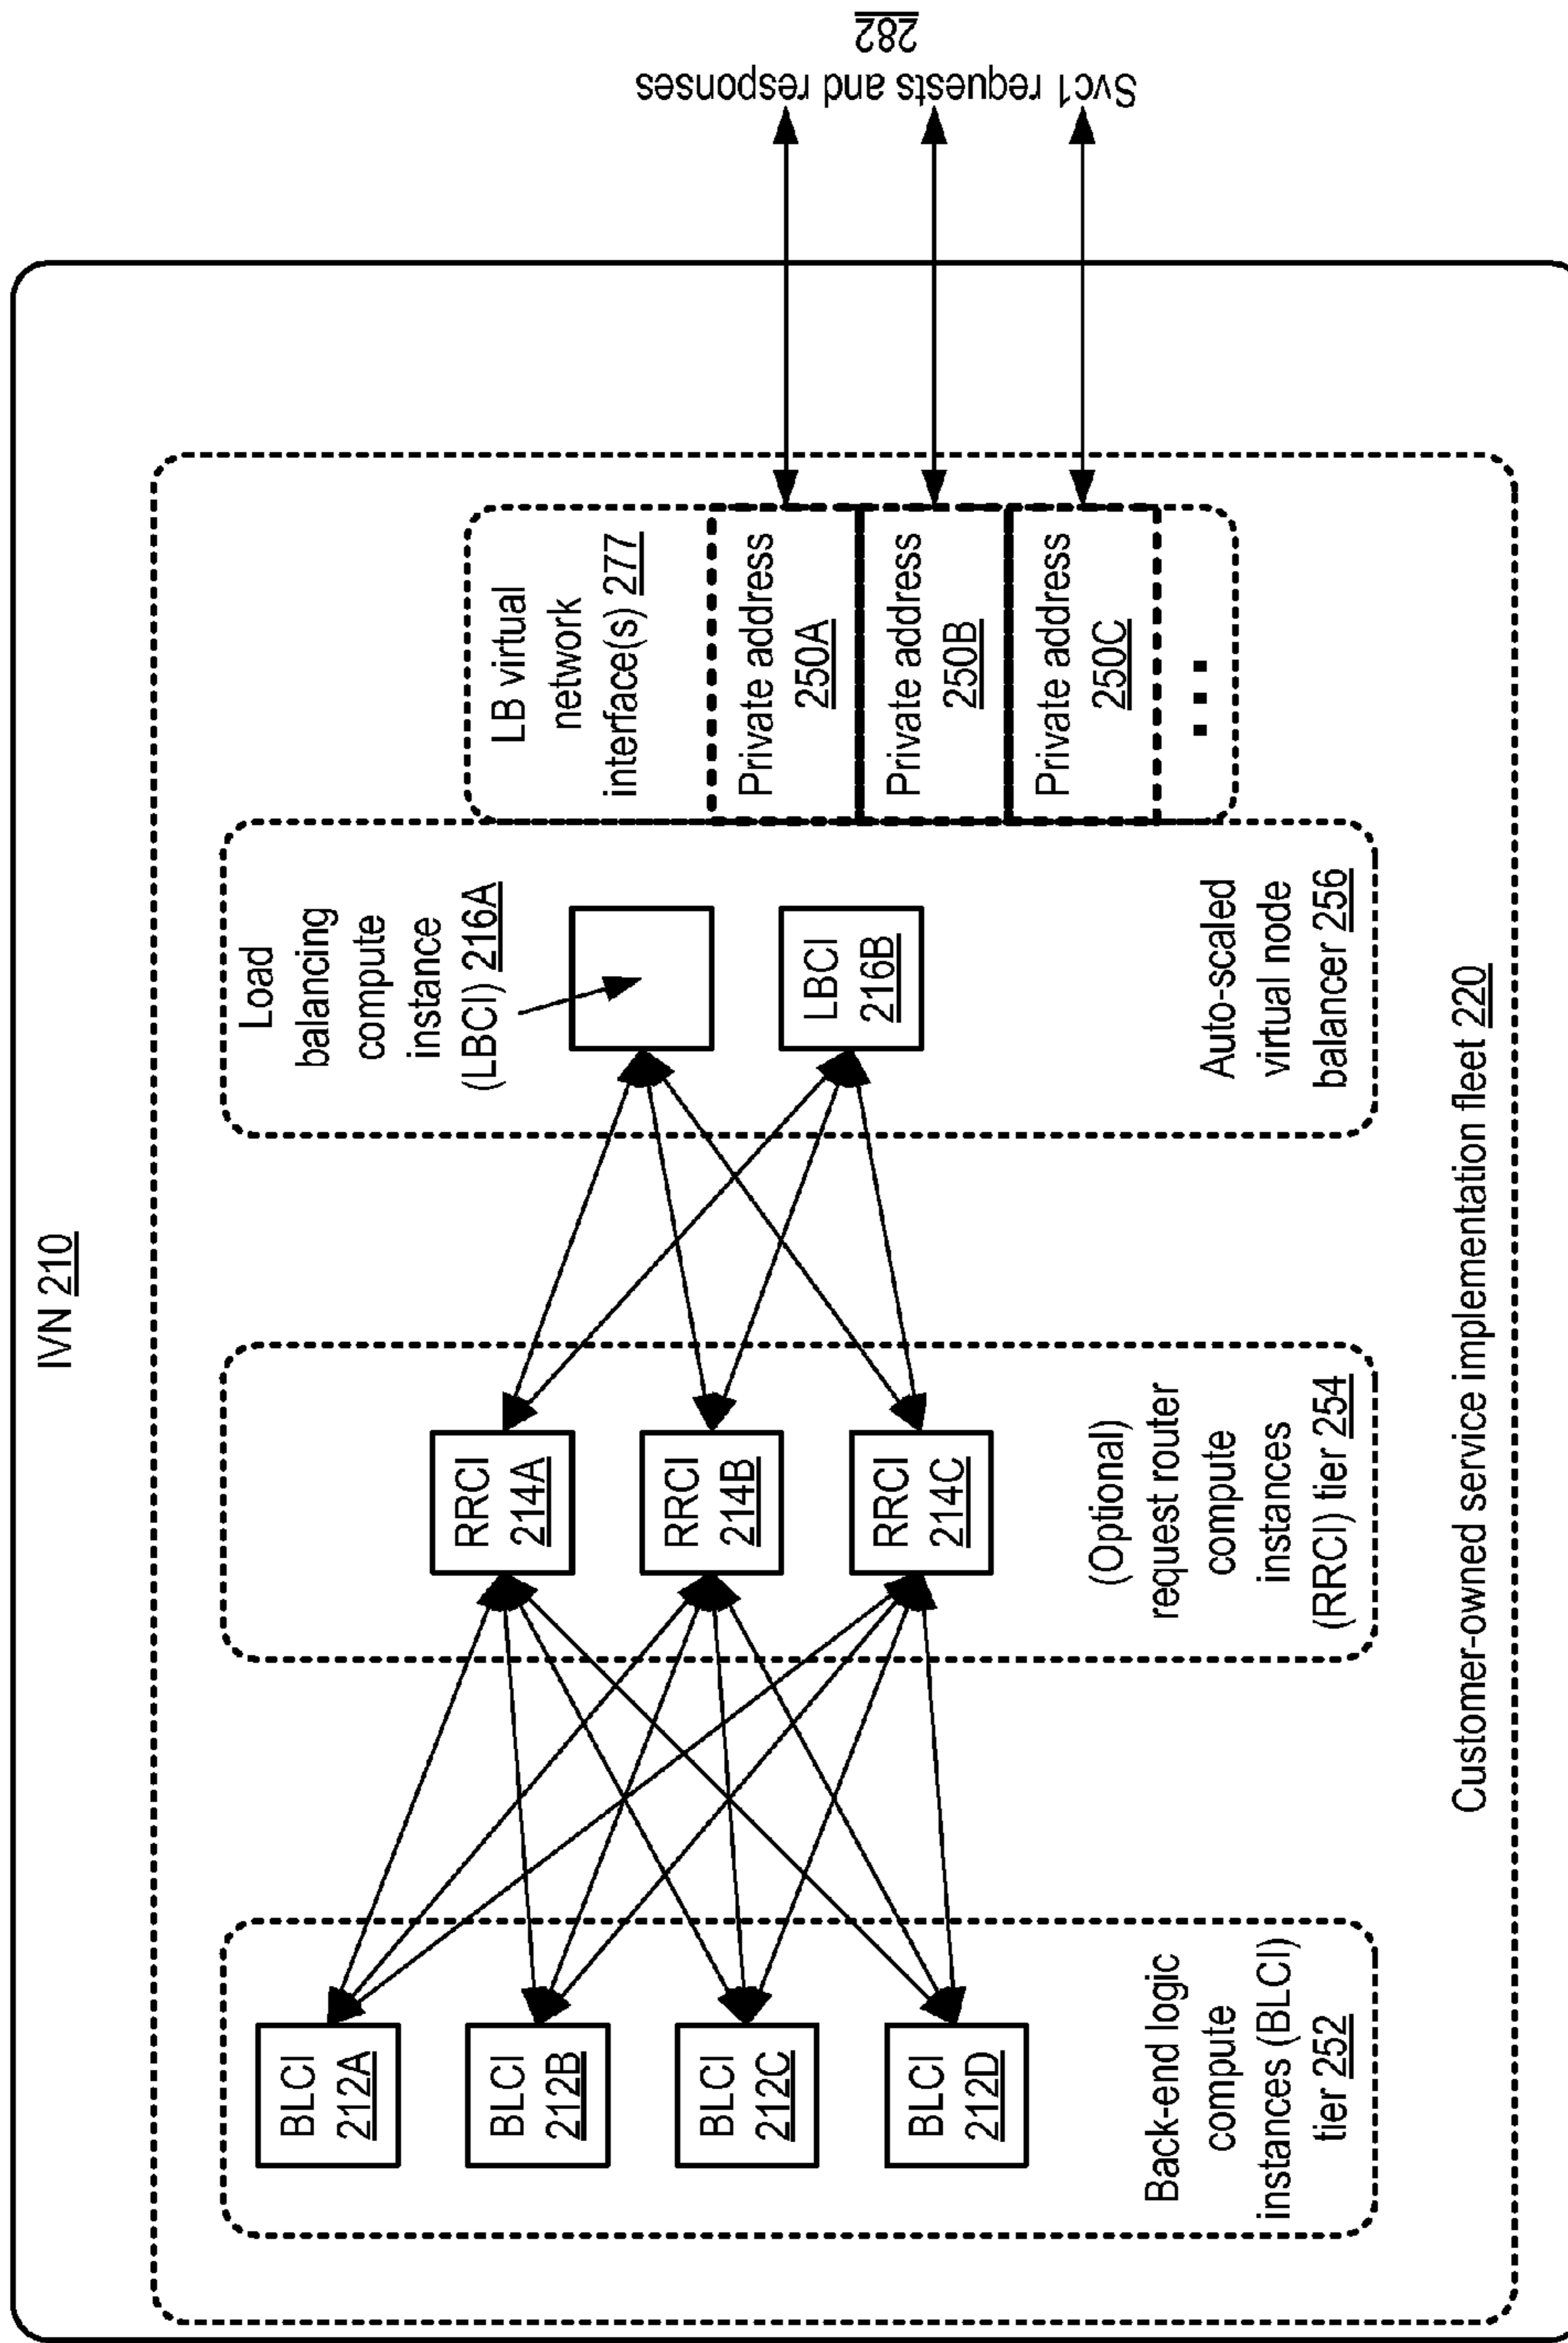 IVN 210
BLCI
212A
BLCI
212B
BLCI
212C
BLCI
212D
Back-end logic
compute
instances (BLCI)
tier 252
RRCI
214A
RRCI
214B
RRCI
214C
(Optional)
request router
compute
instances
(RRCI) tier 254
Load
balancing
compute
instance
(LBCI) 216A
LBCI
216B
Auto-scaled
virtual node
balancer 256
LB virtual
network
interface(s) 277
Private address
250A
Private address
250B
Private address
250C
...
Customer-owned service implementation fleet 220
Svc1 requests and responses
282